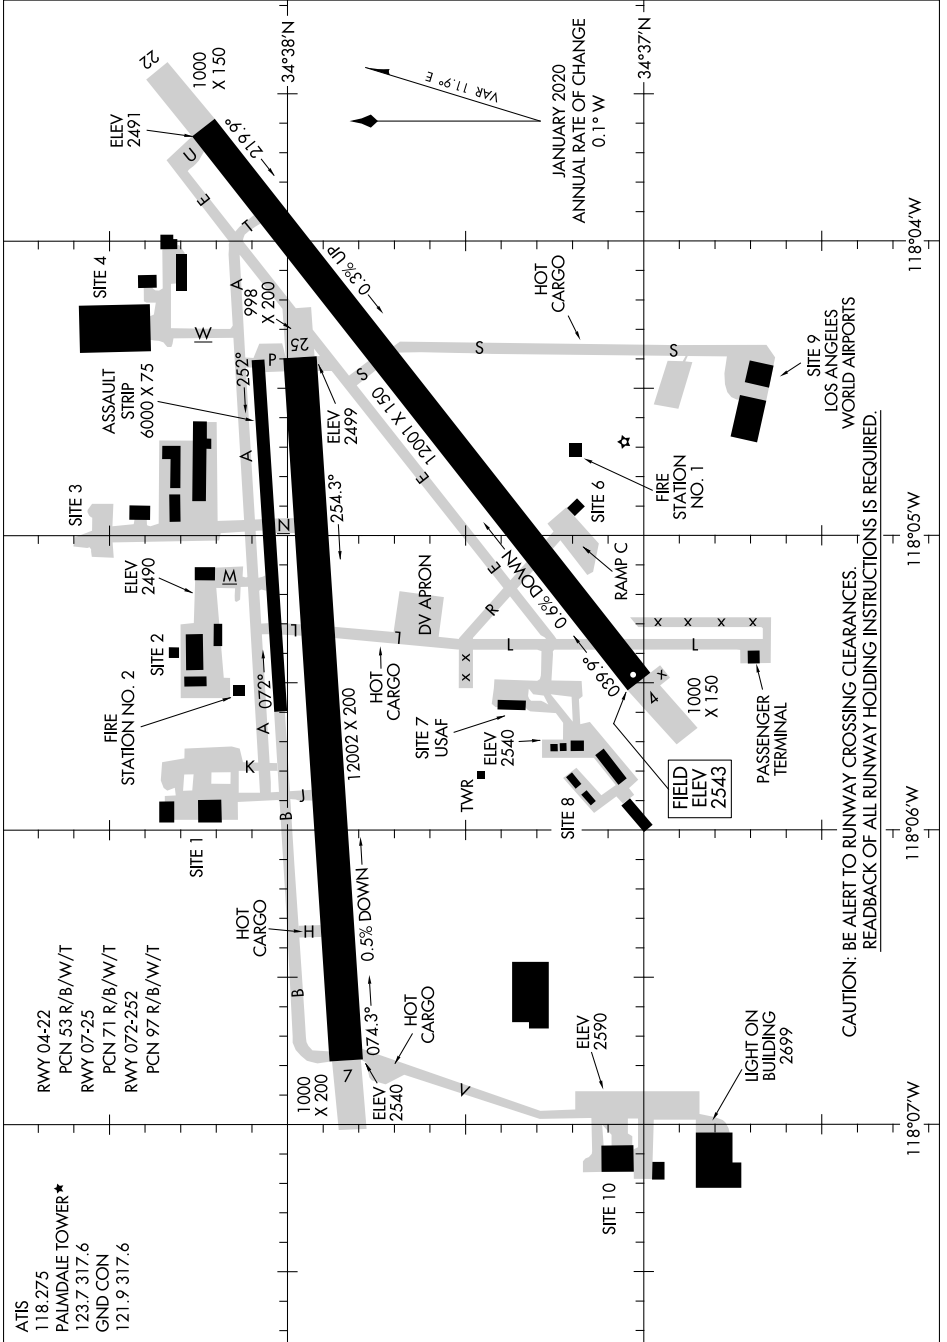 ATIS
118.275
PALMDALE TOWER★
123.7 317.6
GND CON
121.9 317.6
RWY 04-22
PCN 53 R/B/W/T
RWY 07-25
PCN 71 R/B/W/T
RWY 072-252
PCN 97 R/B/W/T
SITE 1
FIRE
STATION NO. 2
SITE 2
ELEV
2490
SITE 3
ASSAULT
STRIP
6000 X 75
SITE 4
ELEV
2491
22
1000
X 150
U
E
T
219.9°
W
A
998
X 200
252°
P
25
A
N
M
L
072°
A
K
J
B
HOT
CARGO
H
B
1000
X 200
7
074.3°
0.5% DOWN
12002 X 200
254.3°
ELEV
2499
ELEV
2540
HOT
CARGO
V
34°38'N
VAR 11.9° E
JANUARY 2020
ANNUAL RATE OF CHANGE
0.1° W
0.3% UP
S
12001 X 150
E
HOT
CARGO
S
S
DV APRON
L
HOT
CARGO
R
E
X X
L
SITE 7
USAF
ELEV
2540
TWR
SITE 8
0.6% DOWN
039.9°
SITE 6
RAMP C
FIRE
STATION
NO. 1
4
X
1000
X 150
X X X X
L
FIELD
ELEV
2543
PASSENGER
TERMINAL
SITE 9
LOS ANGELES
WORLD AIRPORTS
34°37'N
ELEV
2590
SITE 10
LIGHT ON
BUILDING
2699
CAUTION: BE ALERT TO RUNWAY CROSSING CLEARANCES.
READBACK OF ALL RUNWAY HOLDING INSTRUCTIONS IS REQUIRED.
118°07'W
118°06'W
118°05'W
118°04'W